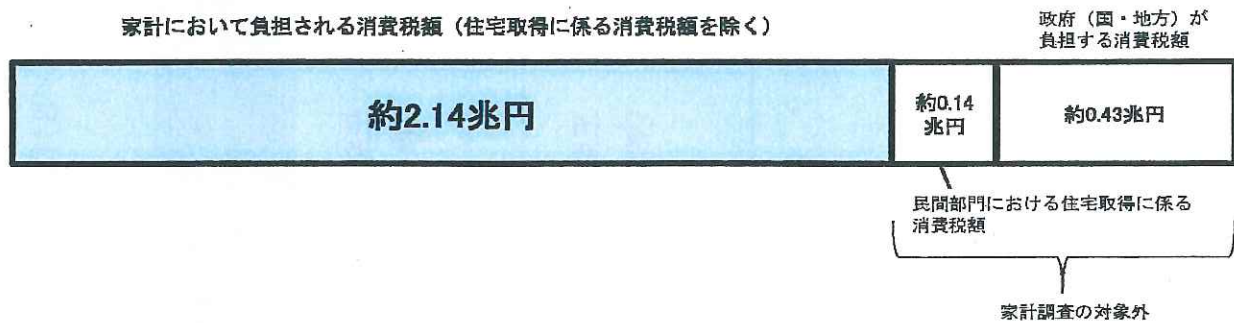 家計において負担される消費税額（住宅取得に係る消費税額を除く）
政府（国・地方）が
負担する消費税額
約2.14兆円
約0.14
兆円
約0.43兆円
民間部門における住宅取得に係る
消費税額
家計調査の対象外